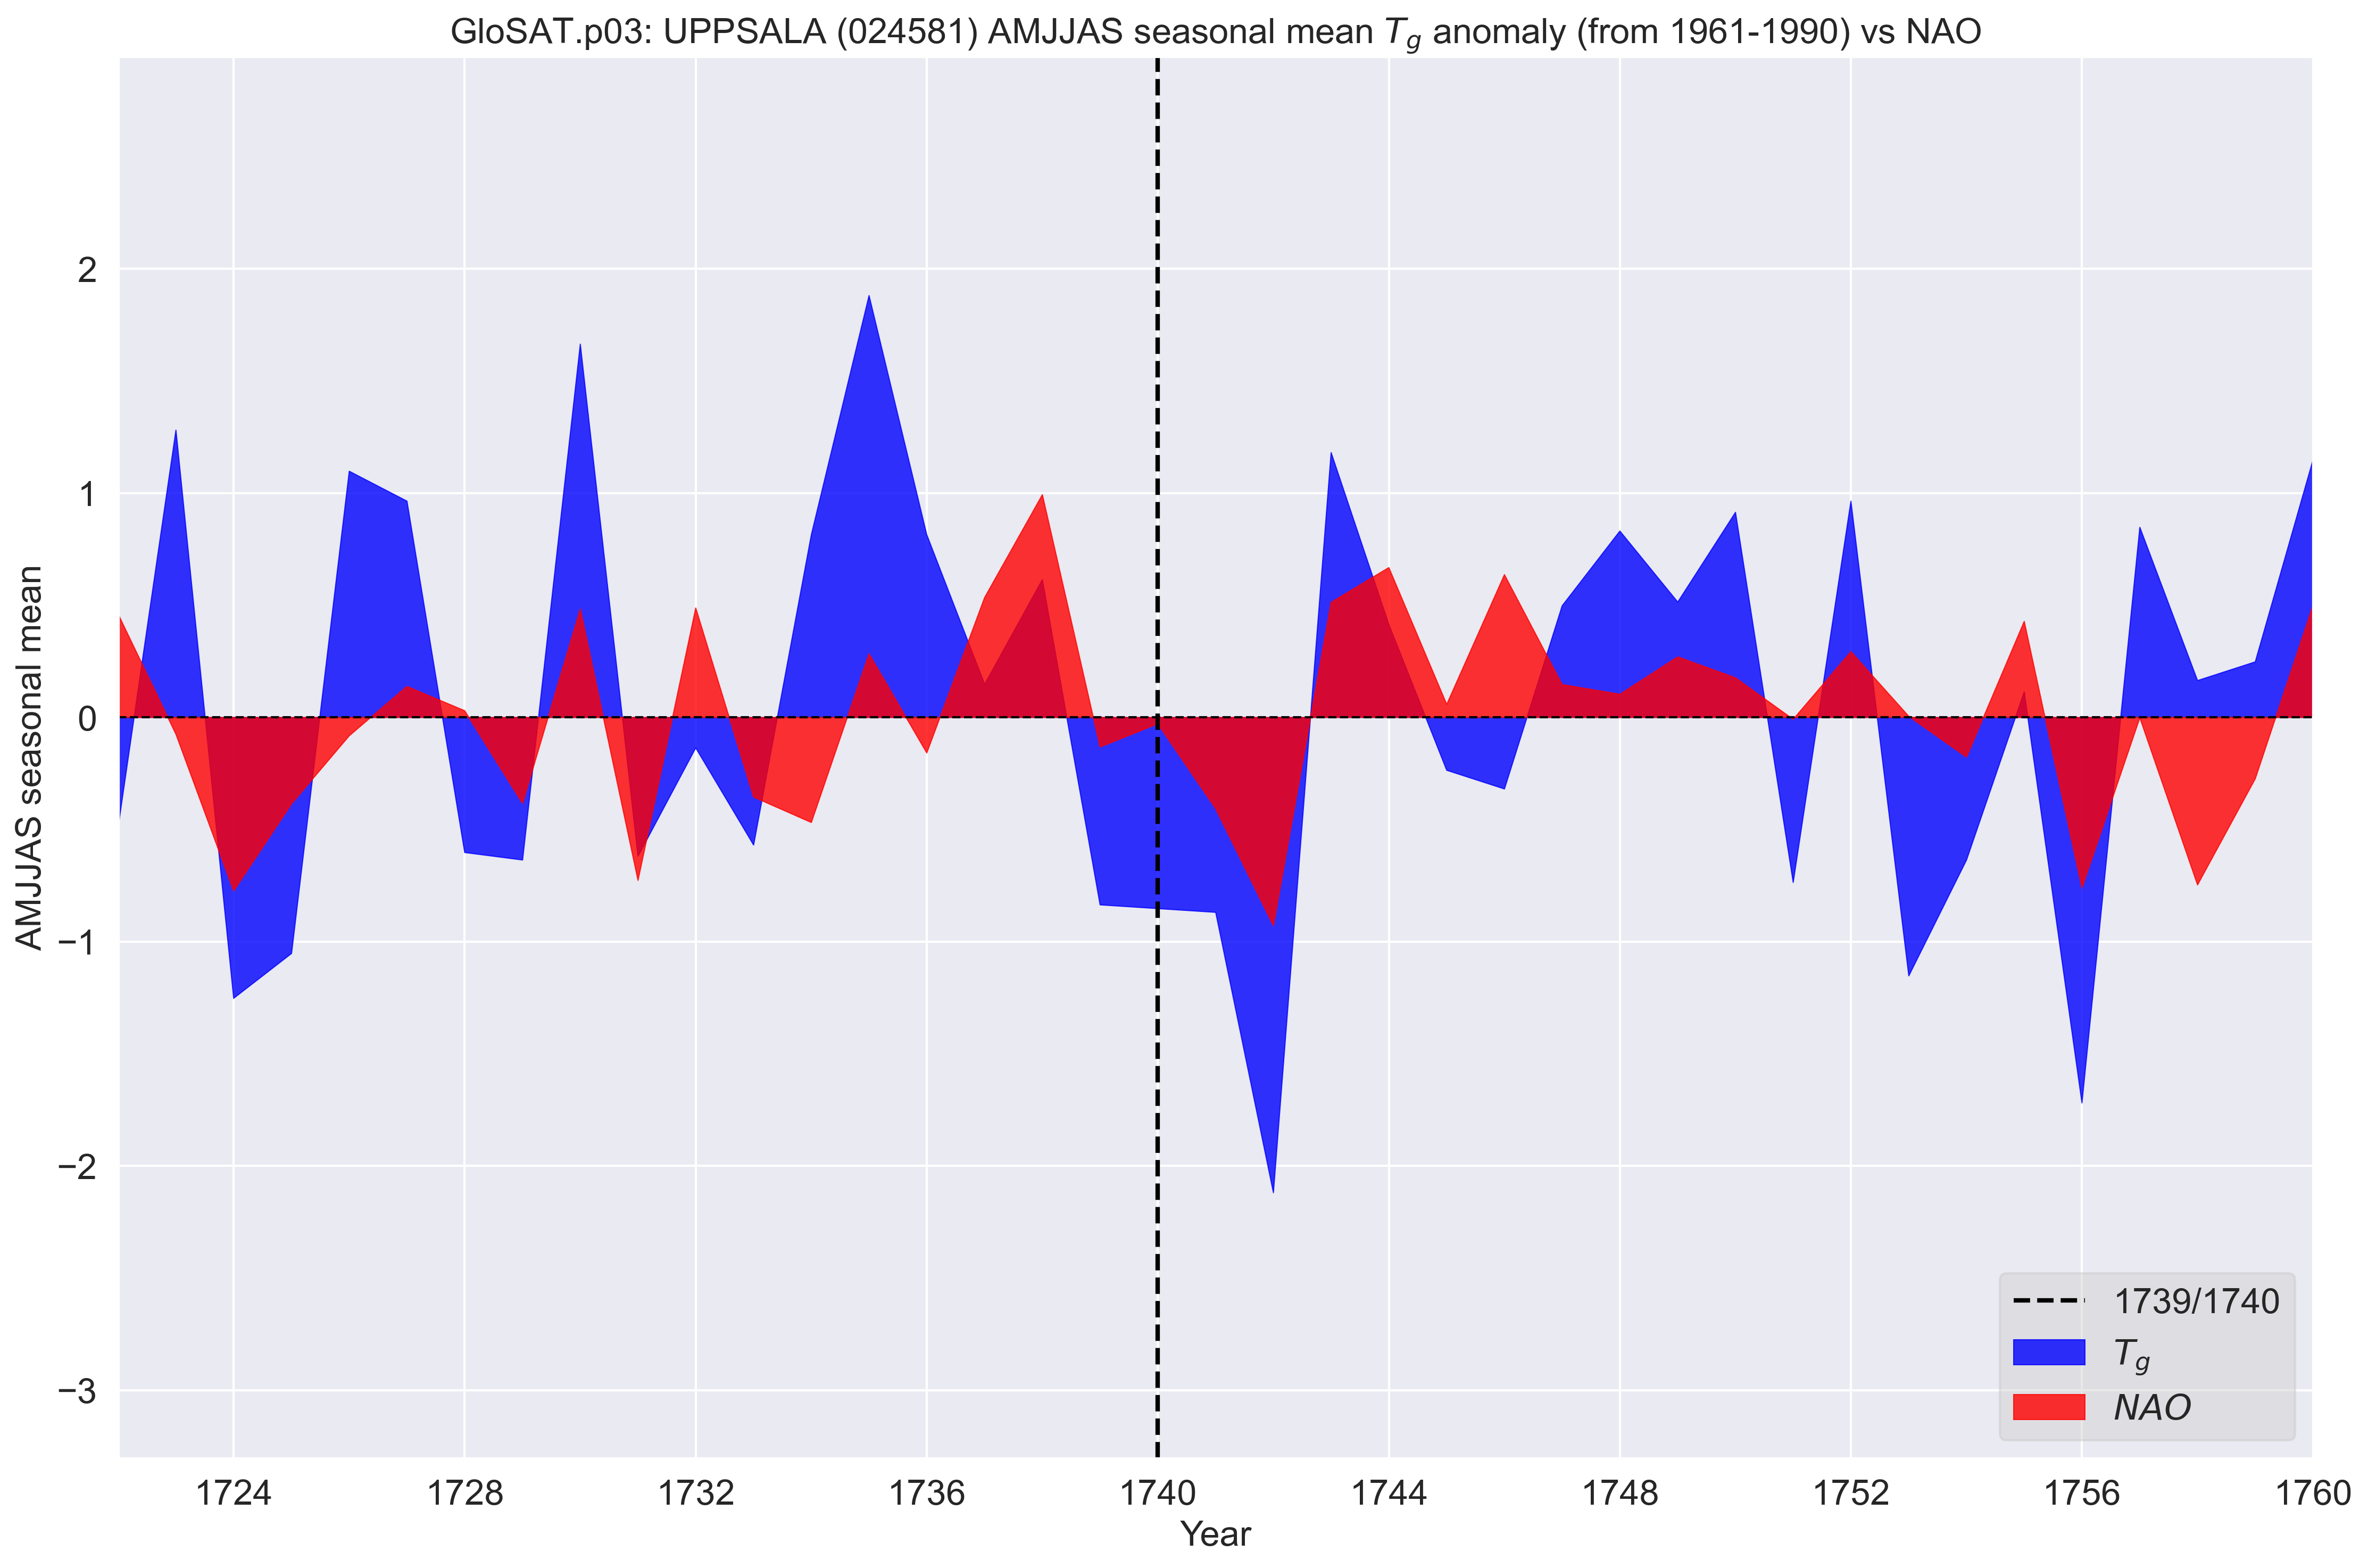 GloSAT.p03: UPPSALA (024581) AMJJAS seasonal mean Tg anomaly (from 1961-1990) vs NAO
AMJJAS seasonal mean
2
1
0
−1
−2
−3
1739/1740
Tg
NAO
1724 1728 1732 1736 1740 1744 1748 1752 1756 1760
Year